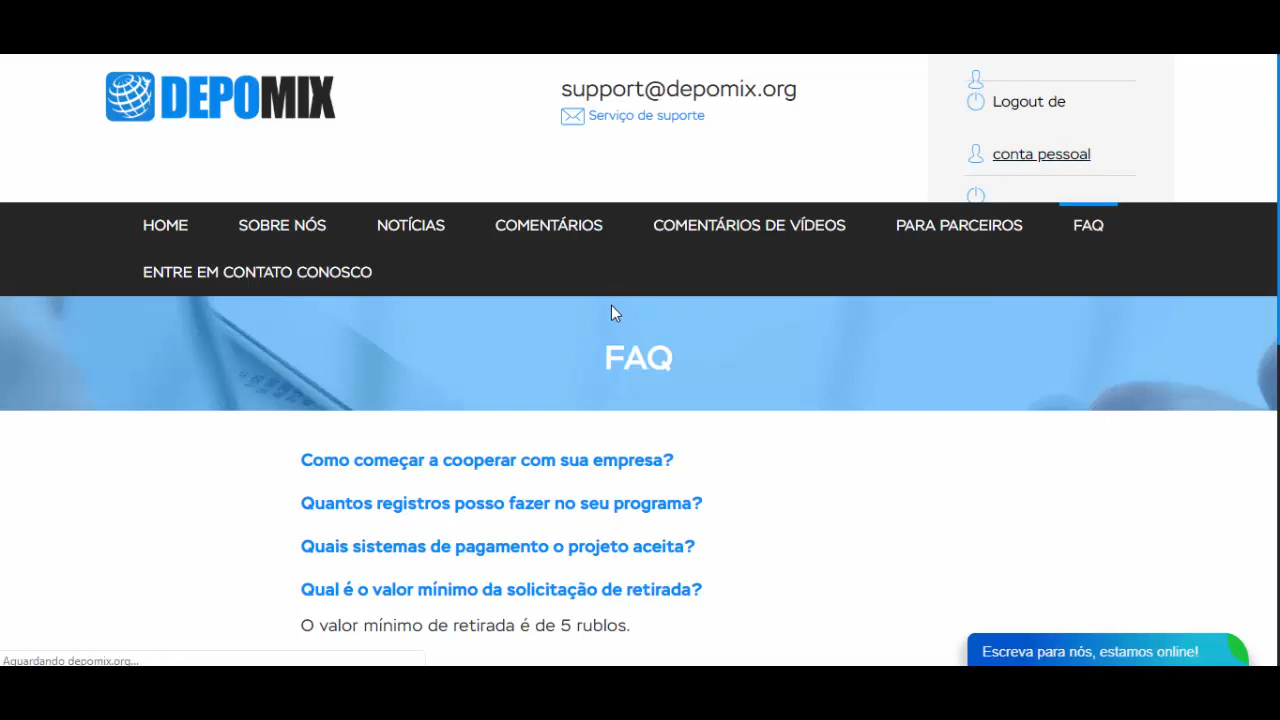 DEPOMIX
support@depomix.org
Serviço de suporte
Logout de
conta pessoal
HOME SOBRE NÓS NOTÍCIAS COMENTÁRIOS COMENTÁRIOS DE VÍDEOS PARA PARCEIROS FAQ
ENTRE EM CONTATO CONOSCO
FAQ
Como começar a cooperar com sua empresa?
Quantos registros posso fazer no seu programa?
Quais sistemas de pagamento o projeto aceita?
Qual é o valor mínimo da solicitação de retirada?
O valor mínimo de retirada é de 5 rublos.
Escreva para nós, estamos online!
Aguardando depomix.org...